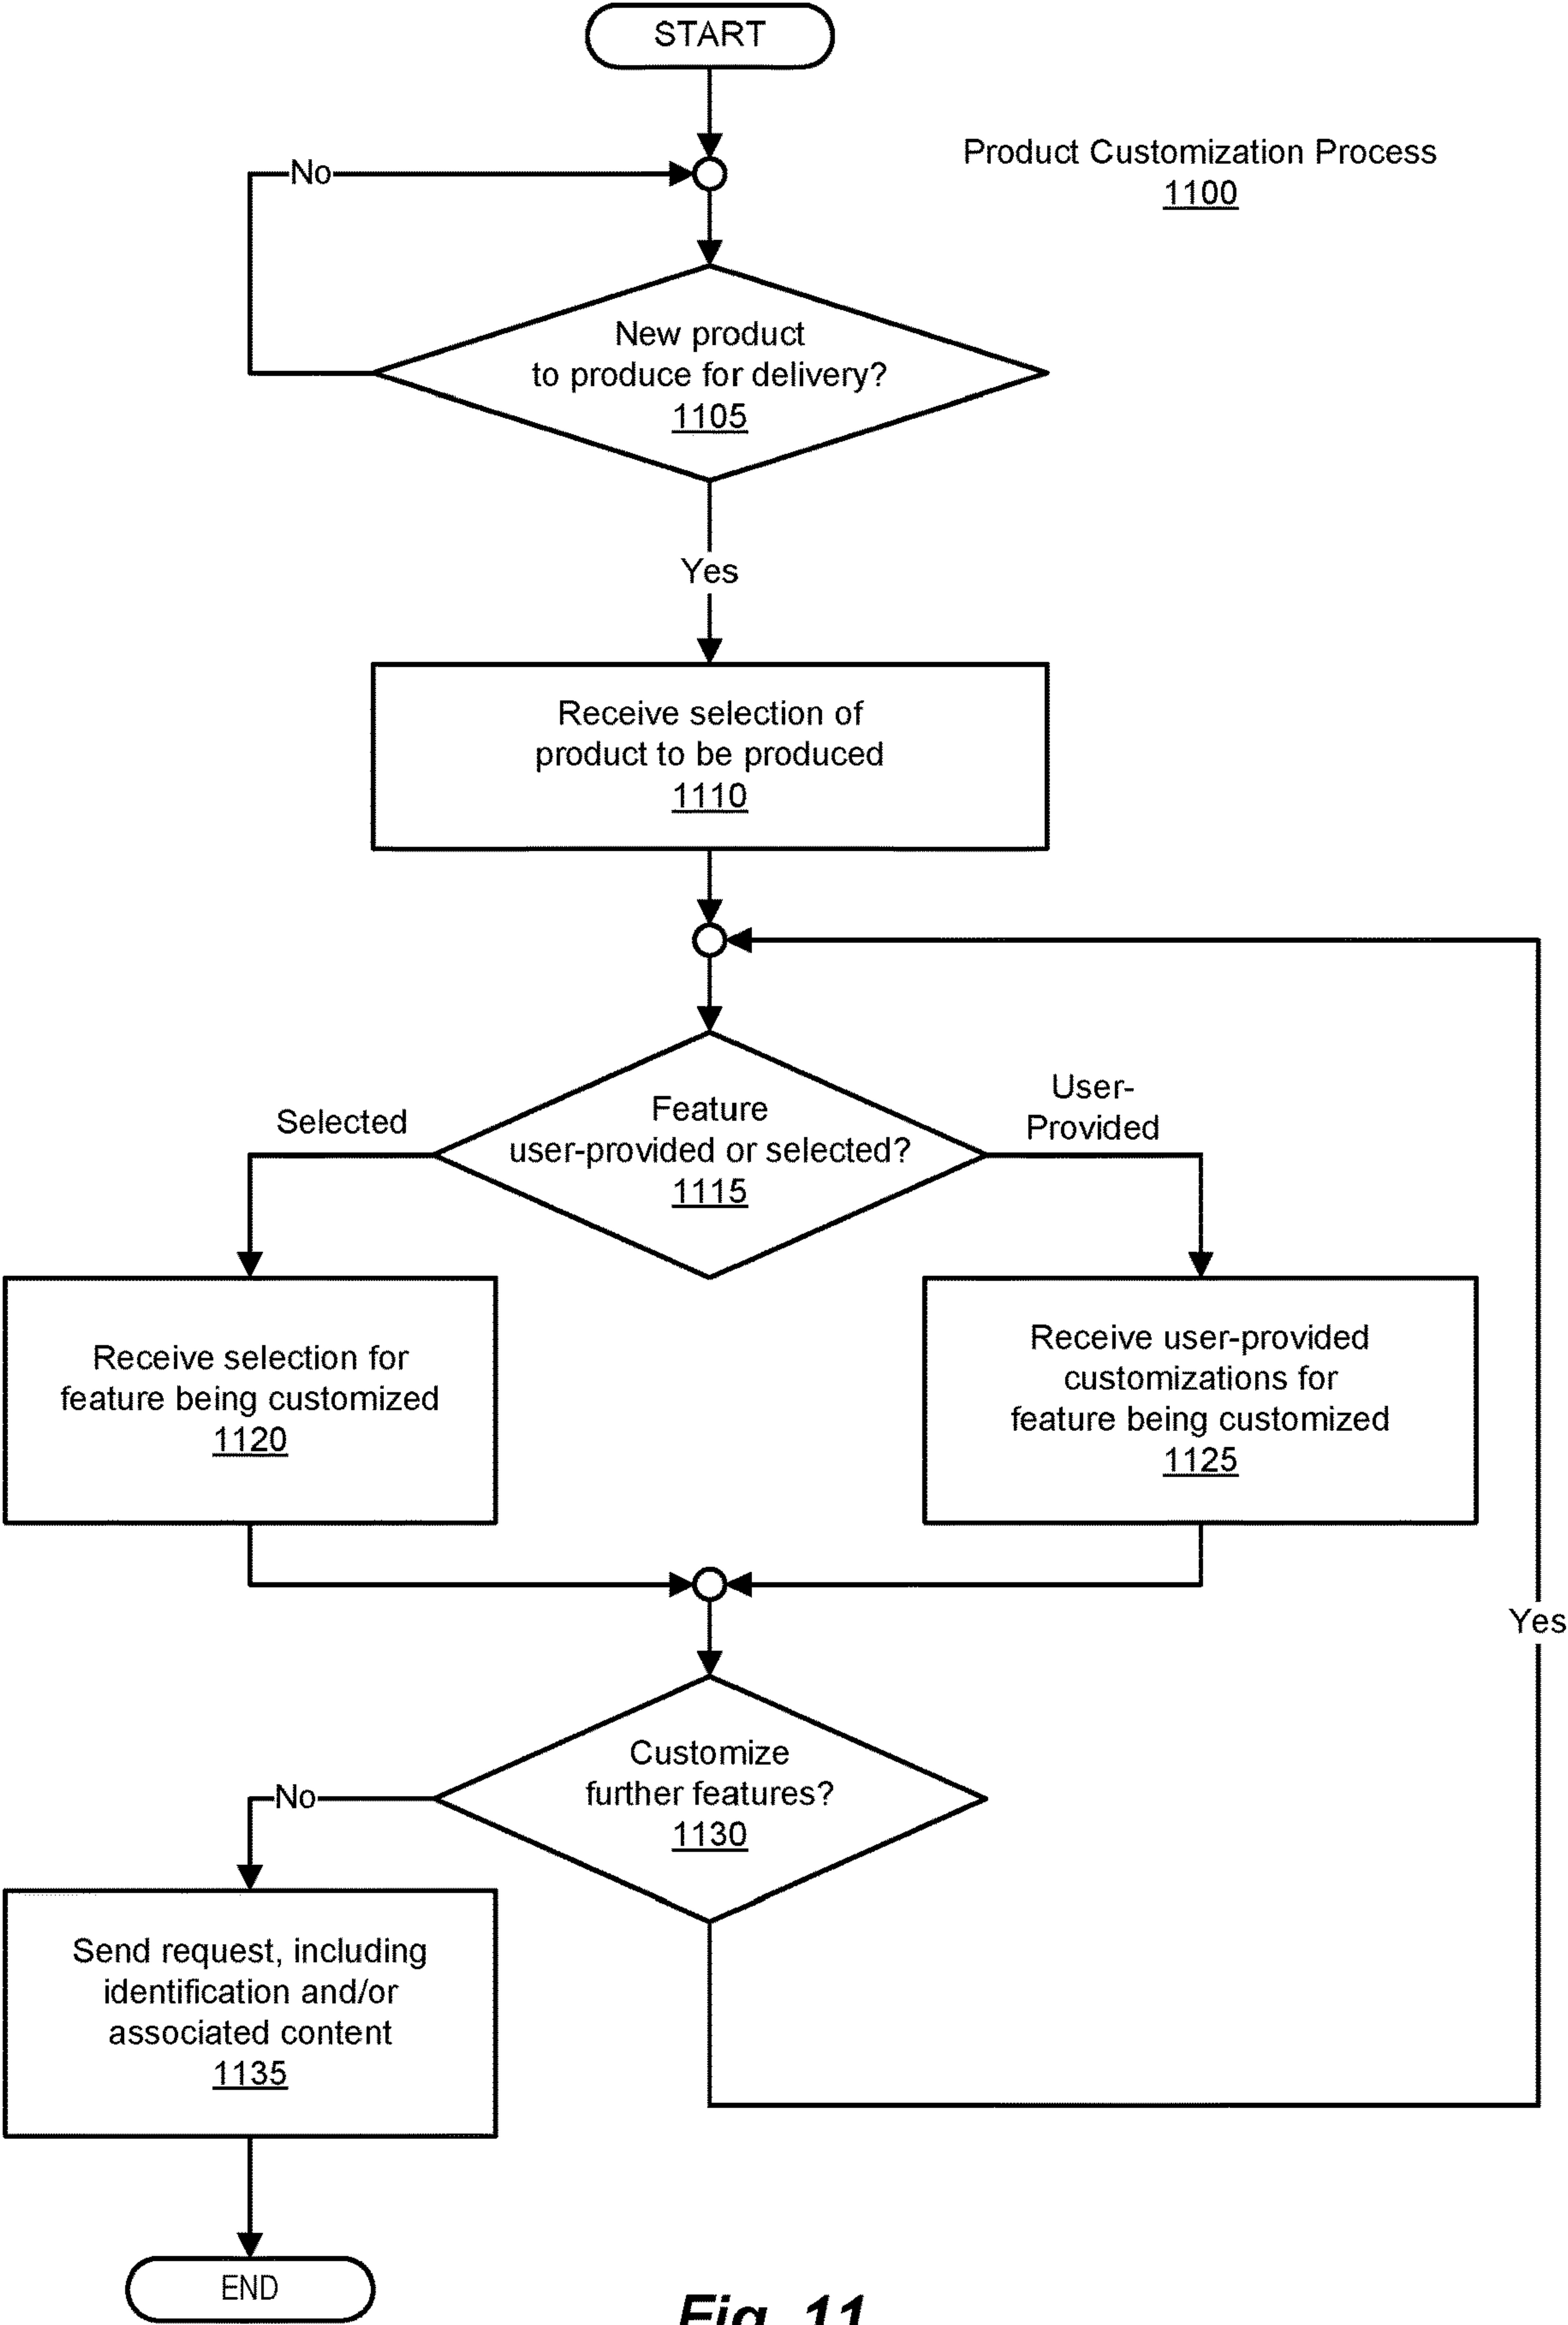 START
Product Customization Process
1100
No
New product
to produce for delivery?
1105
Yes
Receive selection of
product to be produced
1110
Selected
Feature
user-provided or selected?
1115
User-
Provided
Receive selection for
feature being customized
1120
Receive user-provided
customizations for
feature being customized
1125
Yes
Customize
further features?
1130
No
Send request, including
identification and/or
associated content
1135
END
Fig. 11